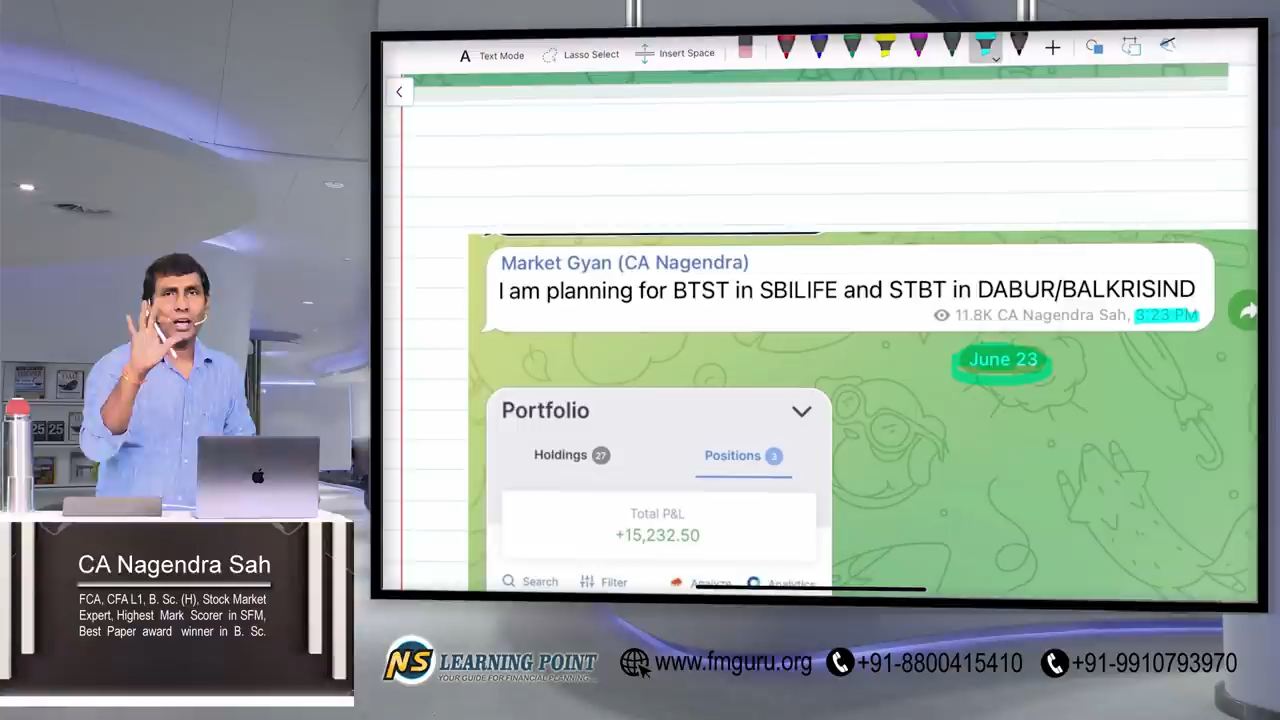 A Text Mode
Lasso Select
Insert Space
Market Gyan (CA Nagendra)
I am planning for BTST in SBILIFE and STBT in DABUR/BALKRISIND
11.8K CA Nagendra Sah, 3:23 PM
June 23
Portfolio
Holdings 27
Positions 3
Total P&L
+15,232.50
Search
Filter
Analyze
Analytics
25 25
CA Nagendra Sah
FCA, CFA L1, B. Sc. (H), Stock Market
Expert, Highest Mark Scorer in SFM,
Best Paper award winner in B. Sc.
NS LEARNING POINT
YOUR GUIDE FOR FINANCIAL PLANNING...
www.fmguru.org
+91-8800415410
+91-9910793970